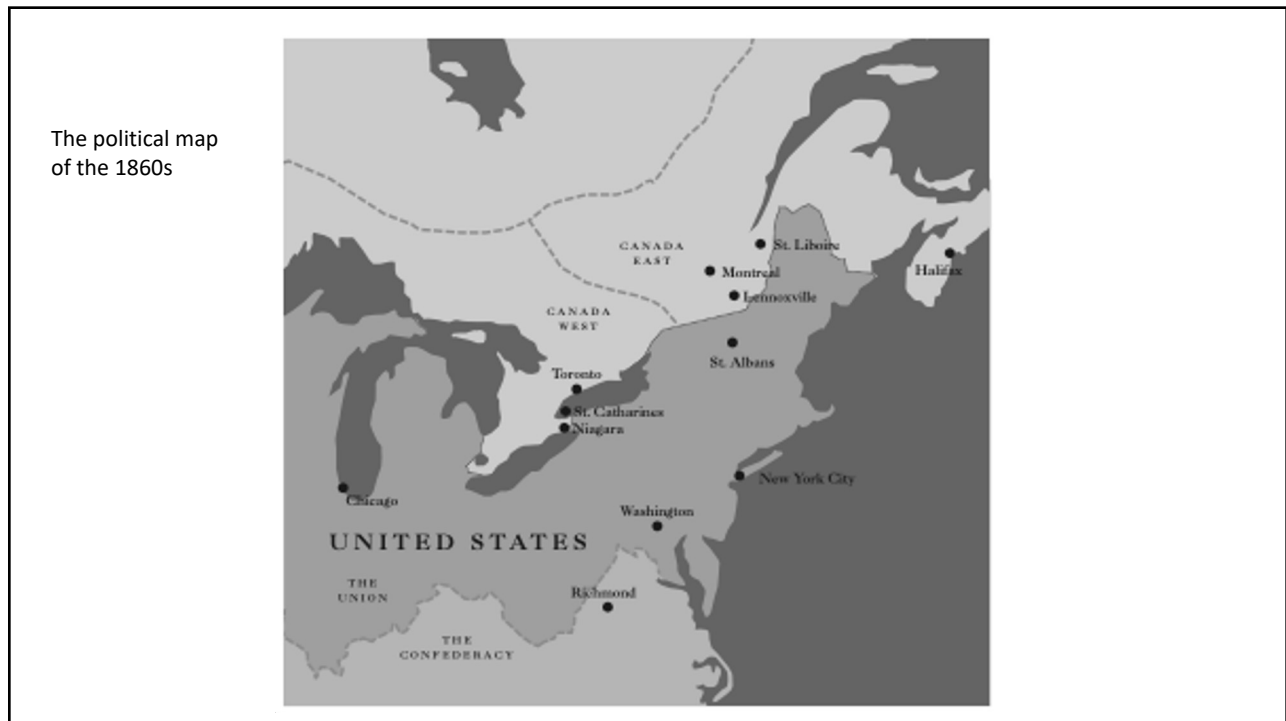 The political map
of the 1860s
CANADA
EAST
St. Liboire
Montreal
Halifax
Lennoxville
CANADA
WEST
St. Albans
Toronto
St. Catharines
Niagara
New York City
Chicago
Washington
UNITED STATES
THE
UNION
Richmond
THE
CONFEDERACY